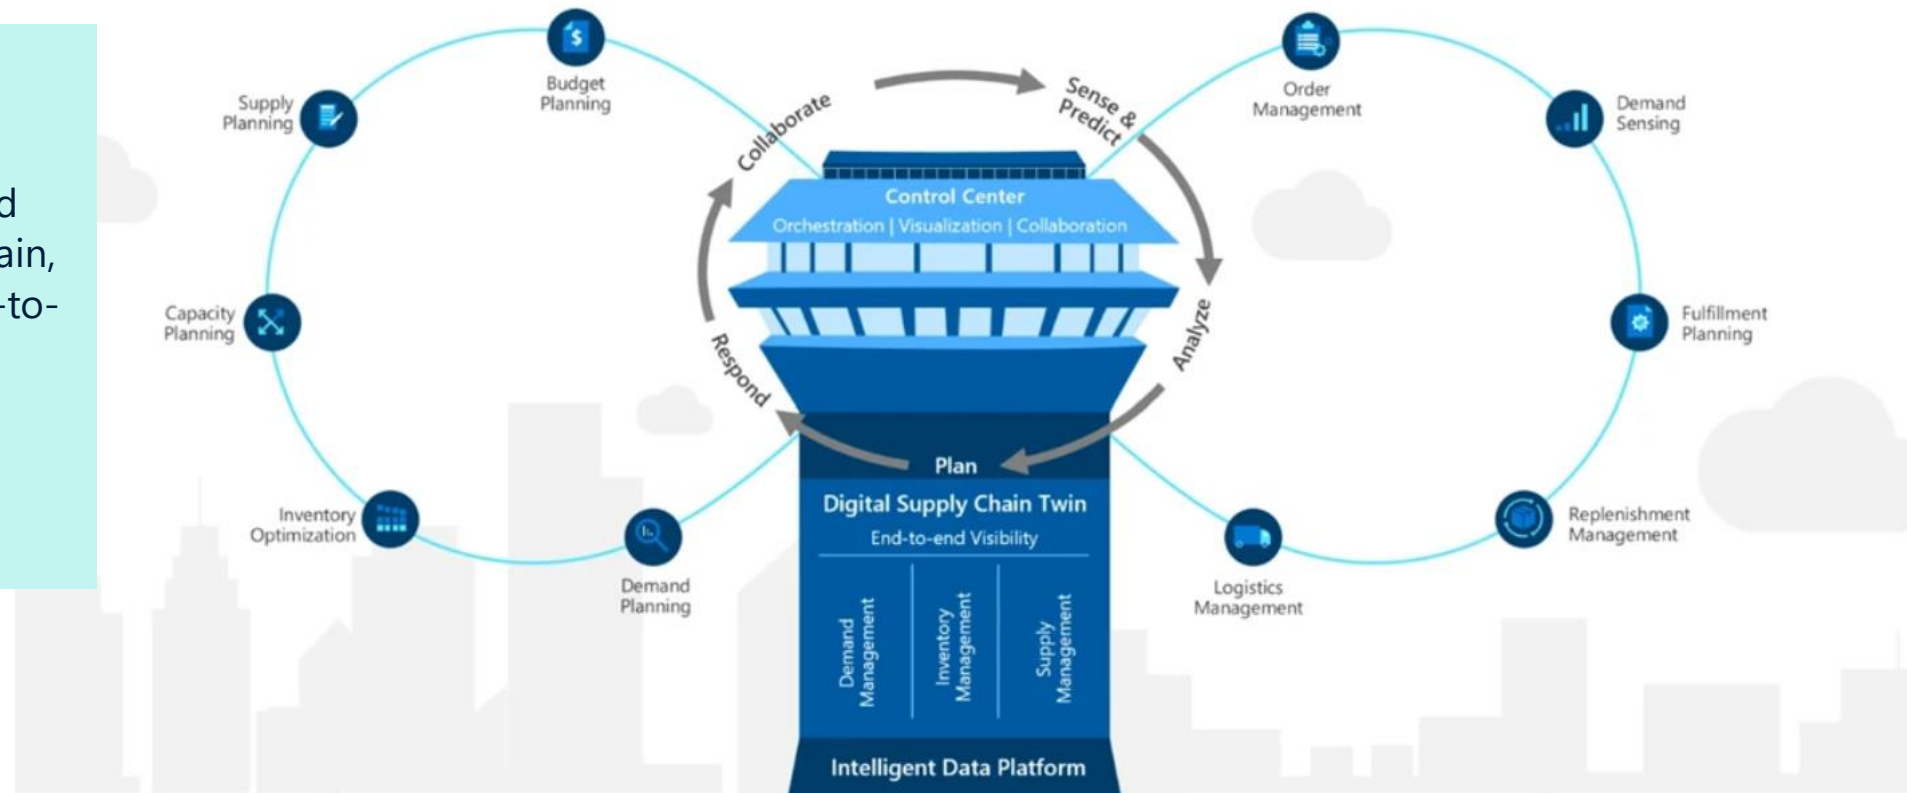 d
ain,
-to-
Budget
Planning
Supply
Planning
Capacity
Planning
Inventory
Optimization
Demand
Planning
Collaborate
Sense &
Predict
Analyze
Plan
Respond
Control Center
Orchestration | Visualization | Collaboration
Digital Supply Chain Twin
End-to-end Visibility
Demand
Management
Inventory
Management
Supply
Management
Intelligent Data Platform
Order
Management
Demand
Sensing
Fulfillment
Planning
Replenishment
Management
Logistics
Management